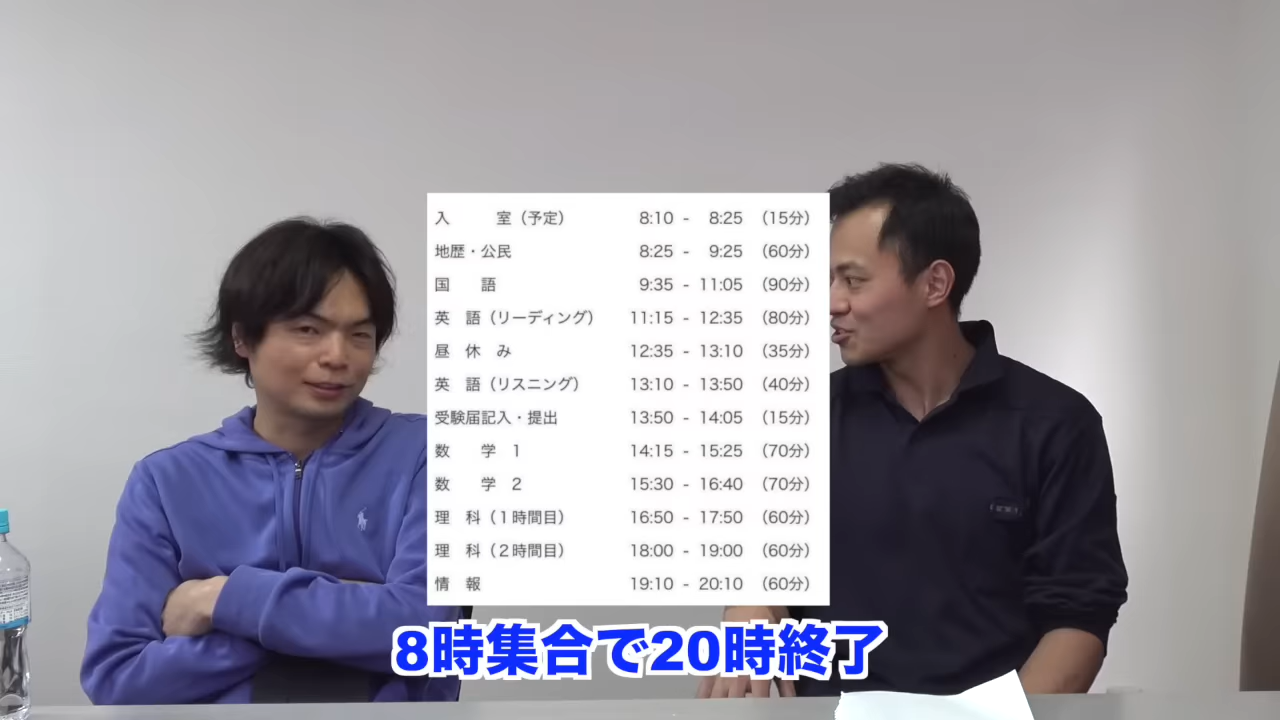 入　　　室（予定）　8:10 - 8:25 （15分）
地歴・公民　8:25 - 9:25 （60分）
国　　語　9:35 - 11:05 （90分）
英　語（リーディング）　11:15 - 12:35 （80分）
昼　休　み　12:35 - 13:10 （35分）
英　語（リスニング）　13:10 - 13:50 （40分）
受験届記入・提出　13:50 - 14:05 （15分）
数　　学　1　14:15 - 15:25 （70分）
数　　学　2　15:30 - 16:40 （70分）
理　科（１時間目）　16:50 - 17:50 （60分）
理　科（２時間目）　18:00 - 19:00 （60分）
情　報　19:10 - 20:10 （60分）
8時集合で20時終了